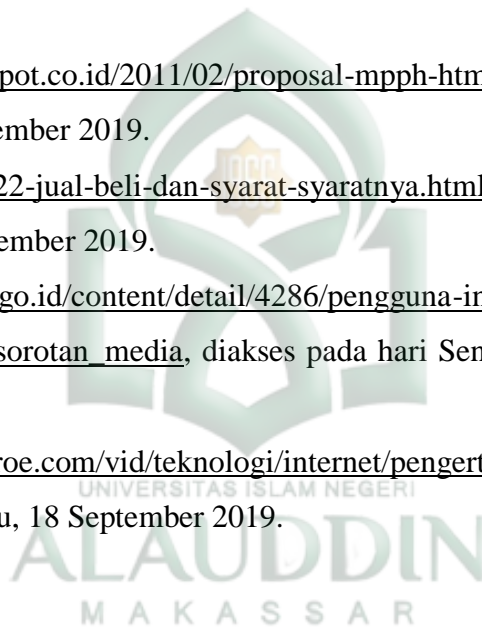 pot.co.id/2011/02/proposal-mpph-htm
ember 2019.
22-jual-beli-dan-syarat-syaratnya.html
ember 2019.
go.id/content/detail/4286/pengguna-in
sorotan_media, diakses pada hari Sen
roe.com/vid/teknologi/internet/pengert
UNIVERSITAS ISLAM NEGERI
u, 18 September 2019.
ALAUDDIN
MAKASSAR